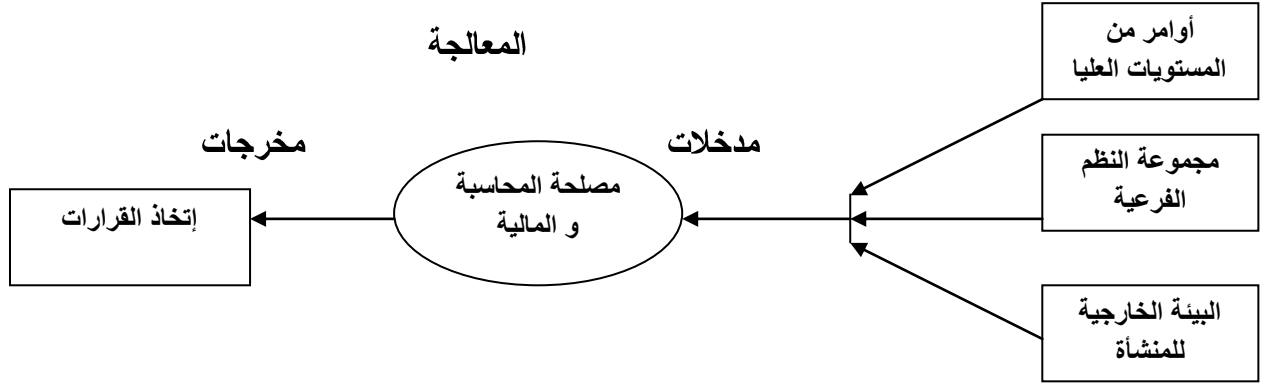 أوامر من
المستويات العليا
المعالجة
مجموعة النظم
الفرعية
مدخلات
مخرجات
مصلحة المحاسبة
و المالية
إتخاذ القرارات
البيئة الخارجية
للمنشأة